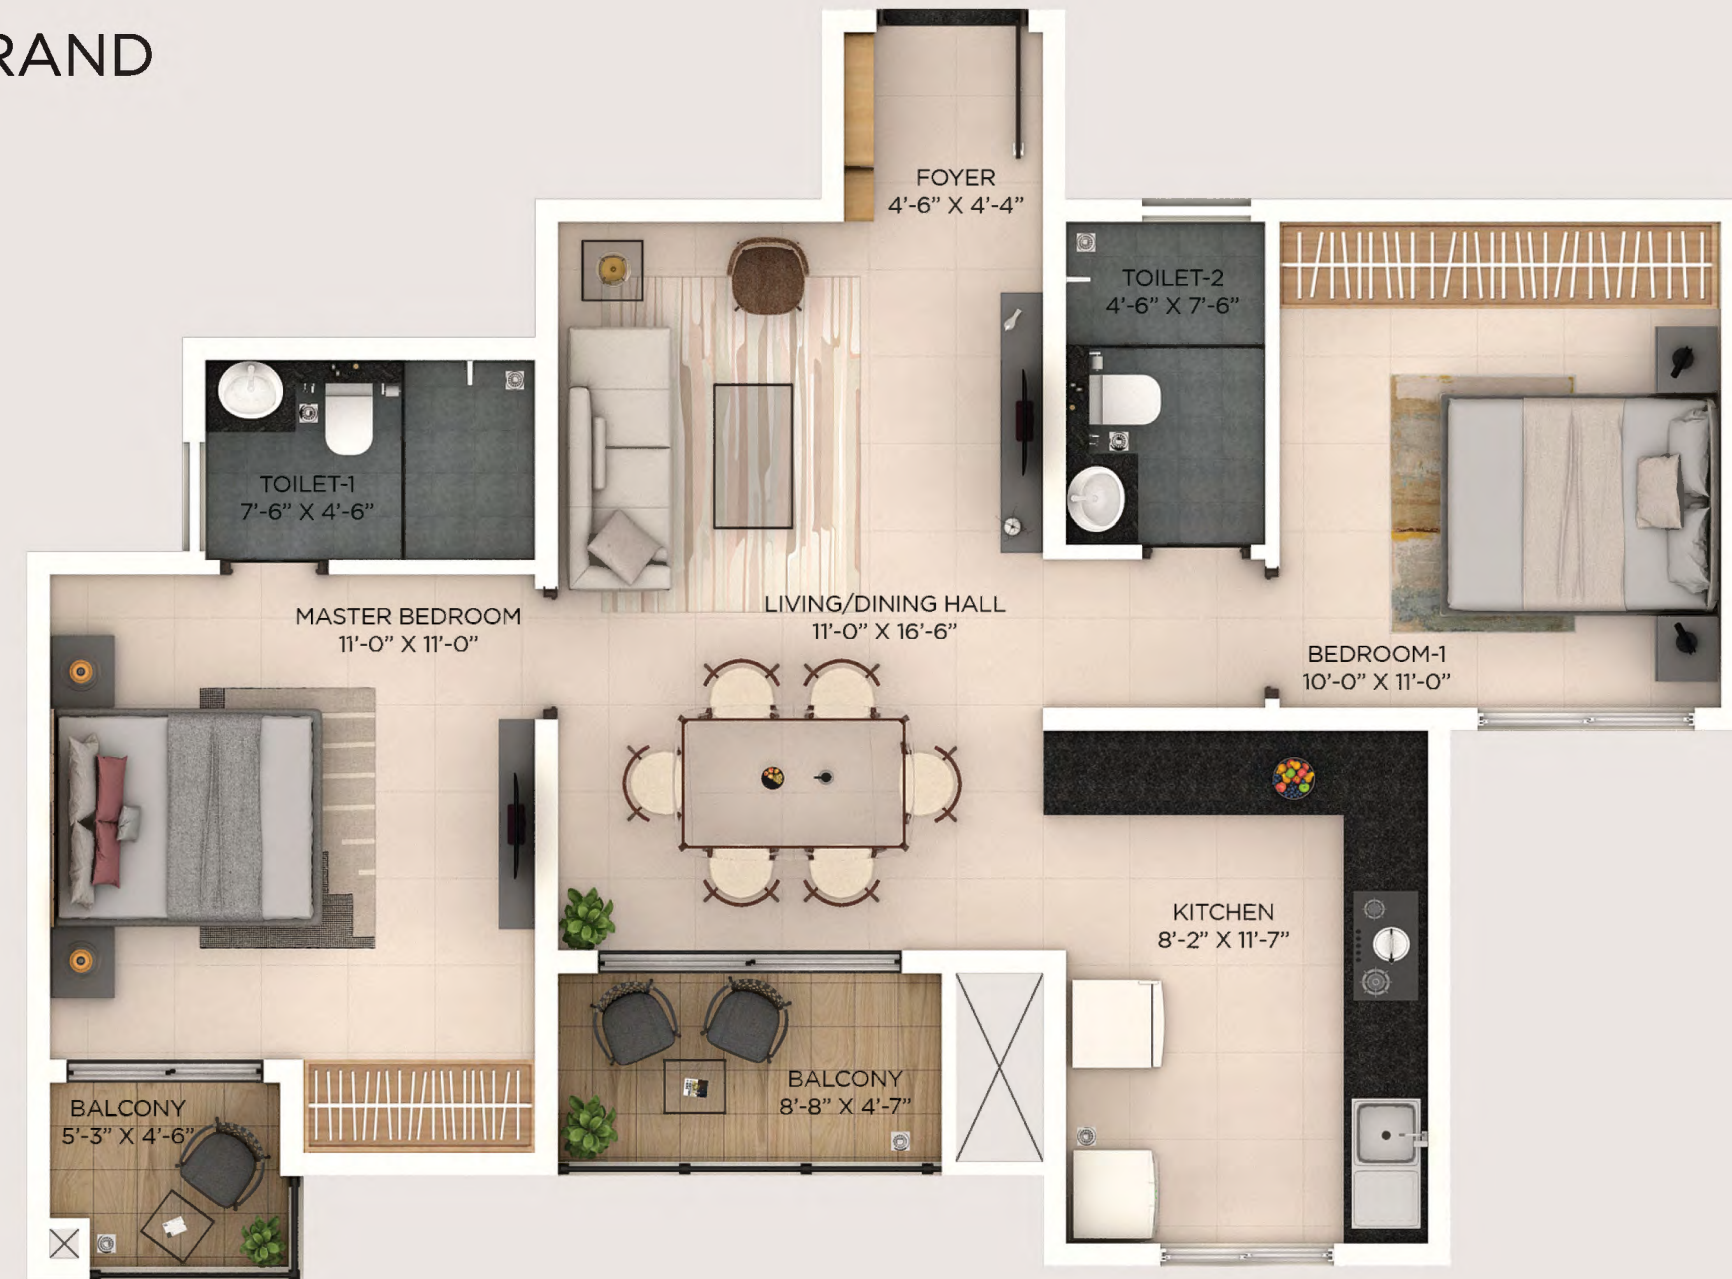 RAND
FOYER
4'-6" X 4'-4"
TOILET-2
4'-6" X 7'-6"
TOILET-1
7'-6" X 4'-6"
MASTER BEDROOM
11'-0" X 11'-0"
LIVING/DINING HALL
11'-0" X 16'-6"
BEDROOM-1
10'-0" X 11'-0"
KITCHEN
8'-2" X 11'-7"
BALCONY
8'-8" X 4'-7"
BALCONY
5'-3" X 4'-6"